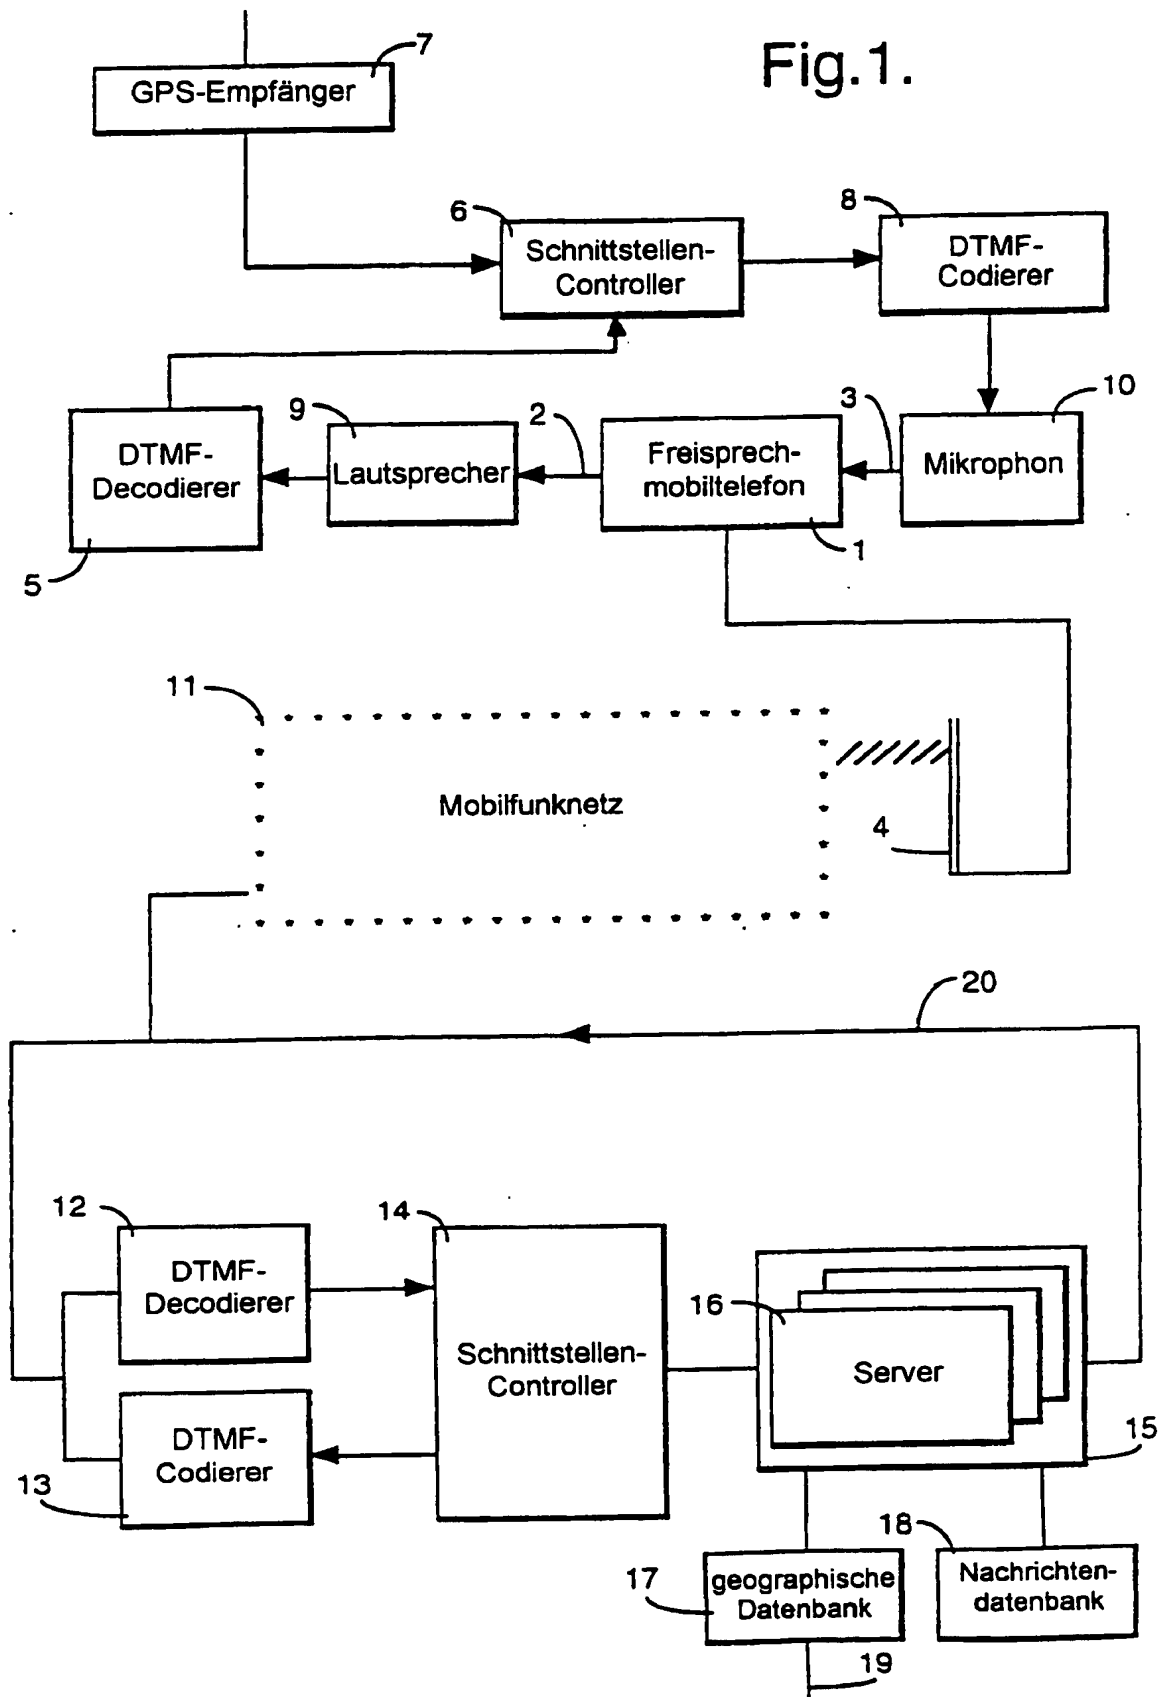 Fig.1.
7
GPS-Empfänger
6
Schnittstellen-
Controller
8
DTMF-
Codierer
5
DTMF-
Decodierer
9
Lautsprecher
2
Freisprech-
mobiltelefon
1
3
10
Mikrophon
11
Mobilfunknetz
4
20
12
DTMF-
Decodierer
13
DTMF-
Codierer
14
Schnittstellen-
Controller
16
Server
15
17
geographische
Datenbank
18
Nachrichten-
datenbank
19